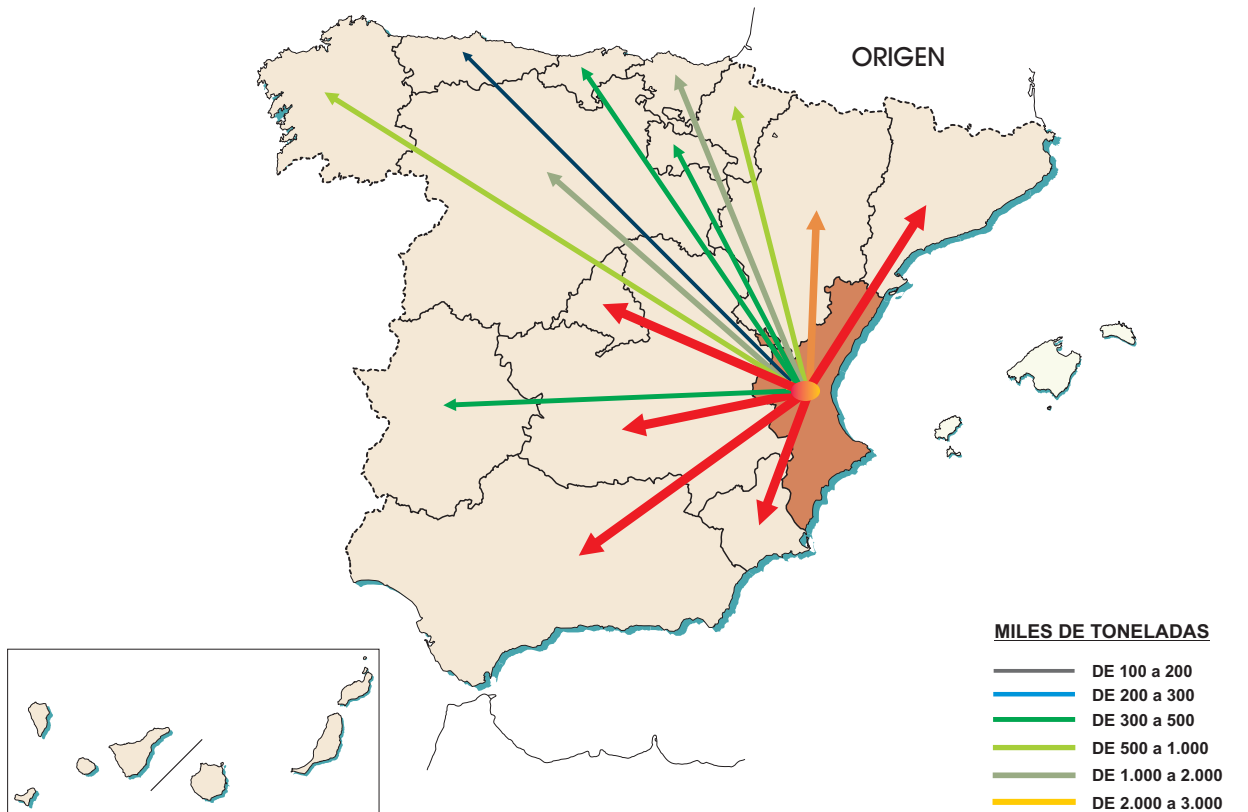 ORIGEN
MILES DE TONELADAS
DE 100 a 200
DE 200 a 300
DE 300 a 500
DE 500 a 1.000
DE 1.000 a 2.000
DE 2.000 a 3.000